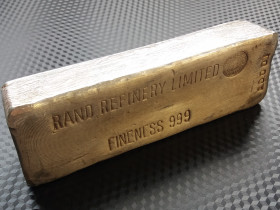 RAND REFINERY LIMITED
FINENESS 999